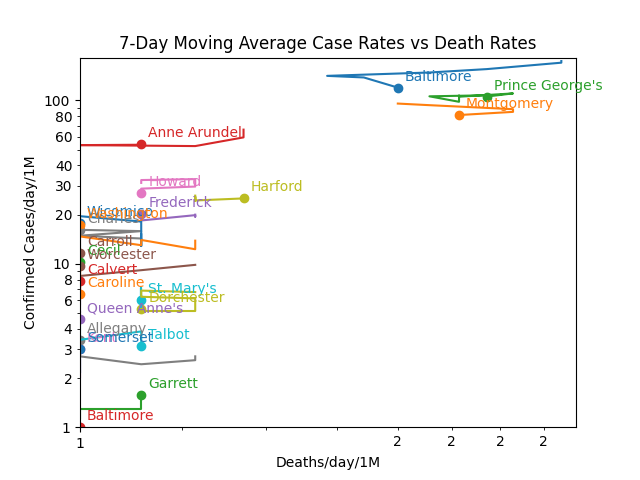 7-Day Moving Average Case Rates vs Death Rates
Confirmed Cases/day/1M
100
80
60
40
30
20
10
8
6
4
3
2
1
Baltimore
Prince George's
Montgomery
Anne Arundel
Howard
Harford
Frederick
Wicomico
Washington
Charles
Carroll
Cecil
Worcester
Calvert
Caroline
St. Mary's
Dorchester
Queen Anne's
Allegany
Talbot
Somerset
Garrett
Baltimore
1
2
2
2
2
Deaths/day/1M